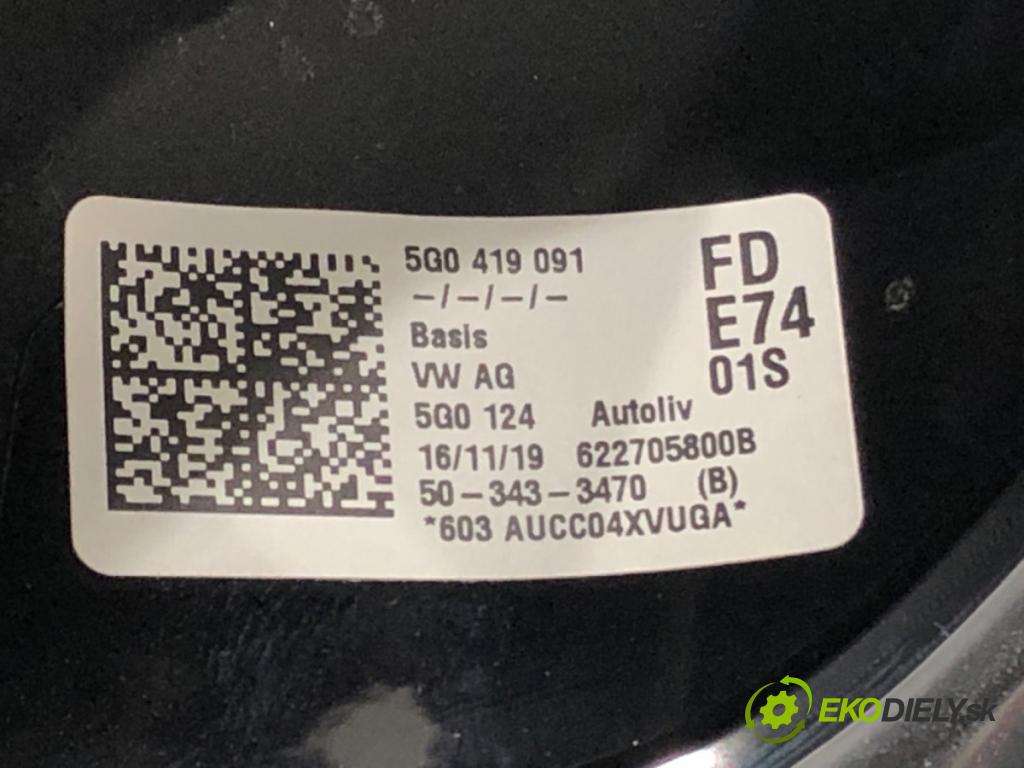 5G0 419 091
FD
-/-/-/-
E74
Basis
01S
VW AG
5G0 124 Autoliv
16/11/19 622705800B
50-343-3470 (B)
*603 AUCC04XVUGA*
EKODIELY.sk